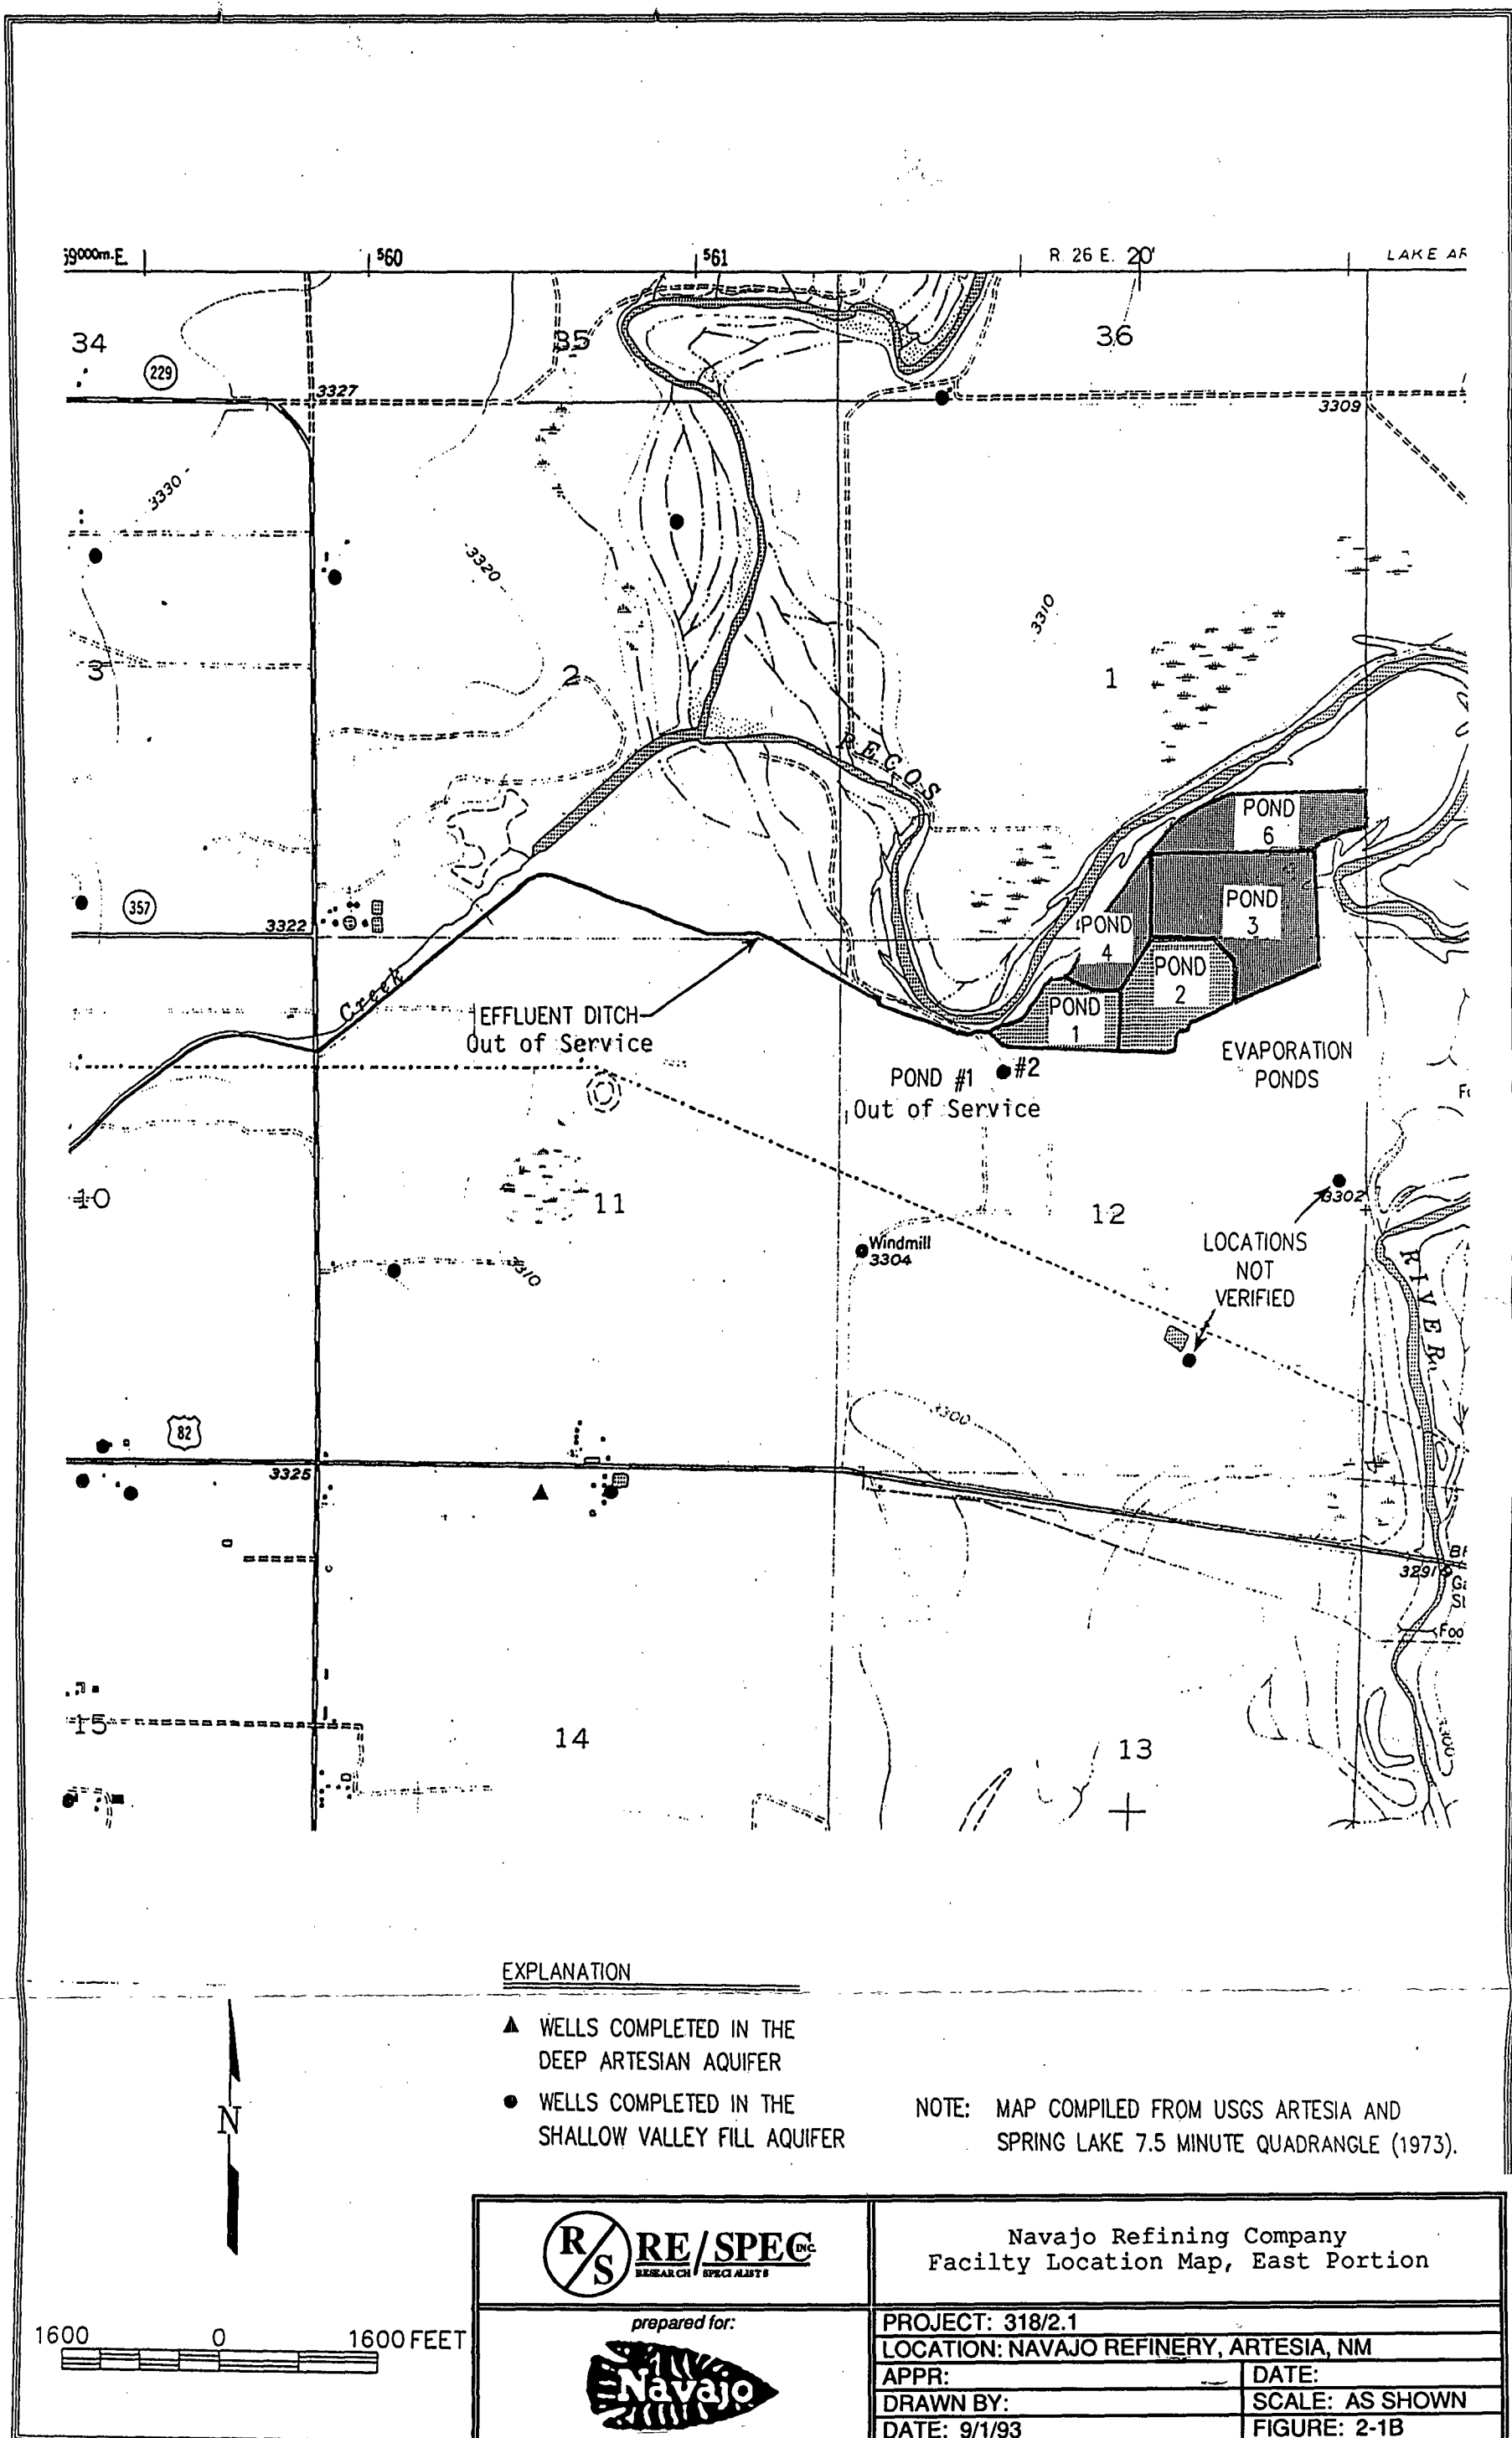 59000m.E.
560
561
R. 26 E.
20'
LAKE AR
34
35
36
229
3327
3309
3330
3320
3310
3
2
1
PECOS
POND
6
POND
3
POND
4
POND
2
POND
1
357
3322
Creek
EFFLUENT DITCH
Out of Service
POND #1
Out of Service
#2
EVAPORATION
PONDS
10
11
12
3302
LOCATIONS
NOT
VERIFIED
Windmill
3304
RIVER
3300
82
3325
3291
Foo
15
14
13
3300
EXPLANATION
WELLS COMPLETED IN THE
DEEP ARTESIAN AQUIFER
WELLS COMPLETED IN THE
SHALLOW VALLEY FILL AQUIFER
NOTE: MAP COMPILED FROM USGS ARTESIA AND
SPRING LAKE 7.5 MINUTE QUADRANGLE (1973).
N
1600 0 1600 FEET
R/S RE/SPEC INC.
RESEARCH SPECIALISTS
prepared for:
Navajo
Navajo Refining Company
Facilty Location Map, East Portion
PROJECT: 318/2.1
LOCATION: NAVAJO REFINERY, ARTESIA, NM
APPR:
DATE:
DRAWN BY:
SCALE: AS SHOWN
DATE: 9/1/93
FIGURE: 2-1B